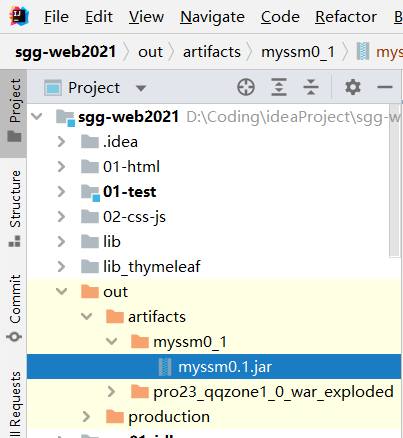 File Edit View Navigate Code Refactor
sgg-web2021 out artifacts myssm0_1
Project
sgg-web2021 D:\Coding\ideaProject\sgg-w
.idea
01-html
01-test
02-css-js
lib
lib_thymeleaf
out
artifacts
myssm0_1
myssm0.1.jar
pro23_qqzone1_0_war_exploded
production
Project
Structure
Commit
ll Requests